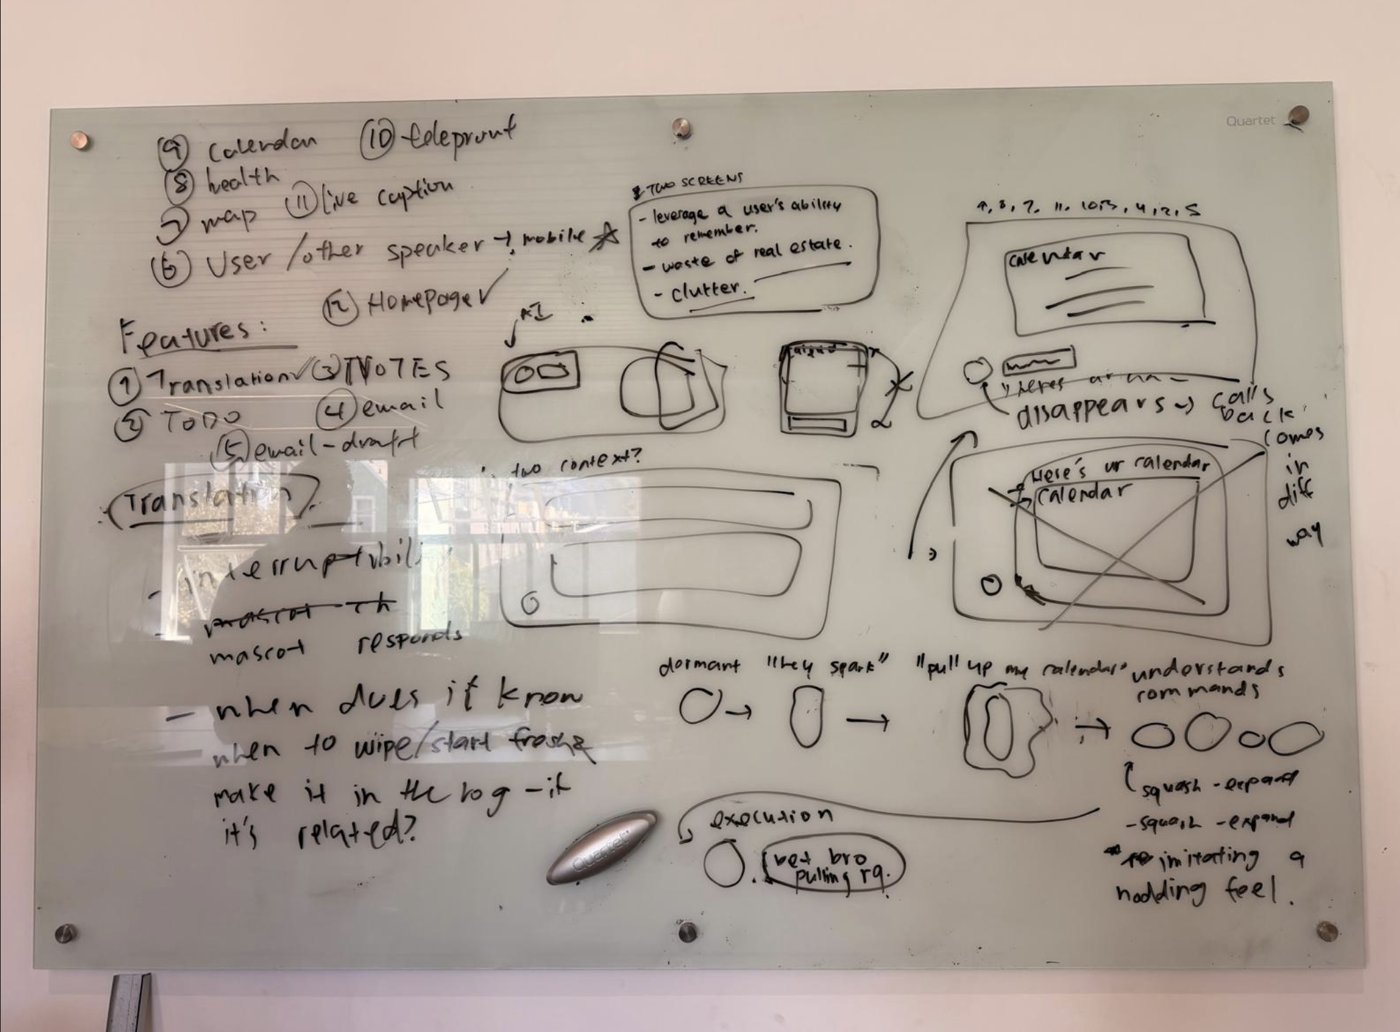 Quartet
⑨ calendar ⑩ teleprompt
⑧ health
⑦ map ⑪ live caption
⑥ User/other speaker → mobile
⑫ Homepage ✓
Features:
① Translation ✓ ③ NOTES
② TODO ④ email
⑤ email-draft
TWO SCREENS
- leverage a user's ability
to remember.
- waste of real estate.
- clutter.
AI
calendar
disappears → calls
back
comes
in
diff
way
Here's ur calendar
calendar
two context?
Translation
- interruptibili
mascot
mascot responds
- when does it know
when to wipe/start fresh &
make it in the log - if
it's related?
dormant "hey spark" "pull up my calendar" understands
commands
squash - expand
- squash - expand
imitating a
nodding feel.
execution
bet bro
pulling rq.
Quartet